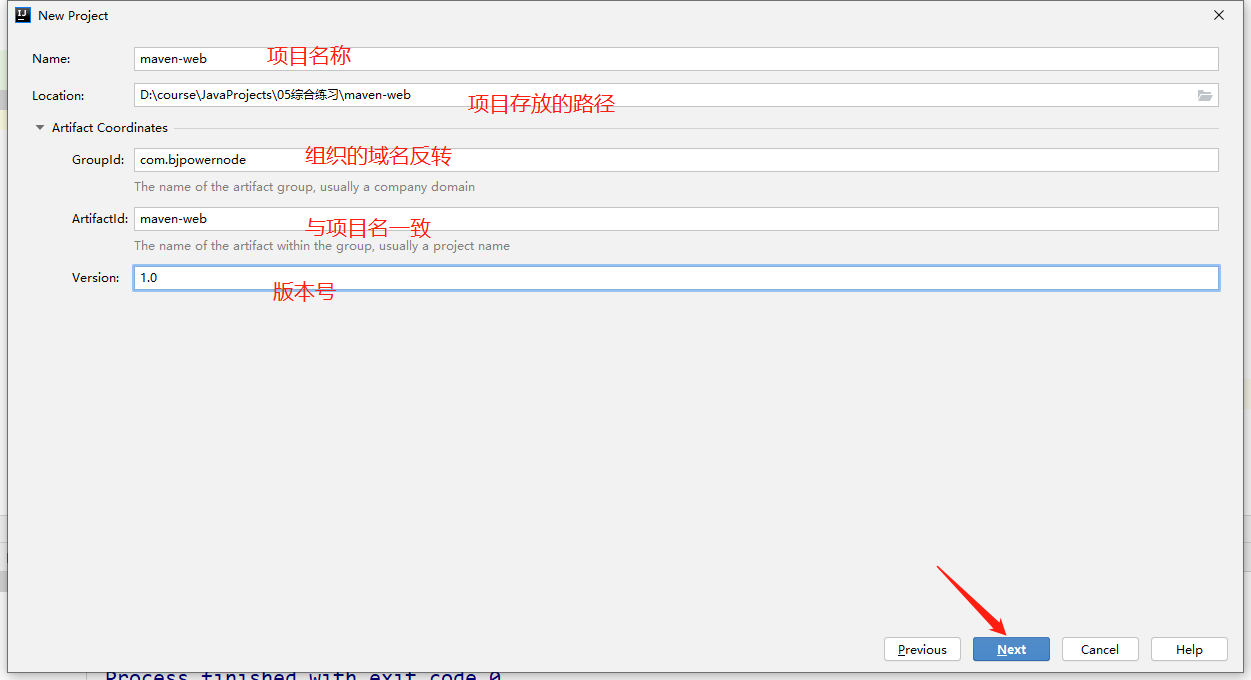 New Project
Name: maven-web 项目名称
Location: D:\course\JavaProjects\05综合练习\maven-web 项目存放的路径
Artifact Coordinates
GroupId: com.bjpowernode 组织的域名反转
The name of the artifact group, usually a company domain
ArtifactId: maven-web 与项目名一致
The name of the artifact within the group, usually a project name
Version: 1.0 版本号
Previous Next Cancel Help
Process finished with exit code 0